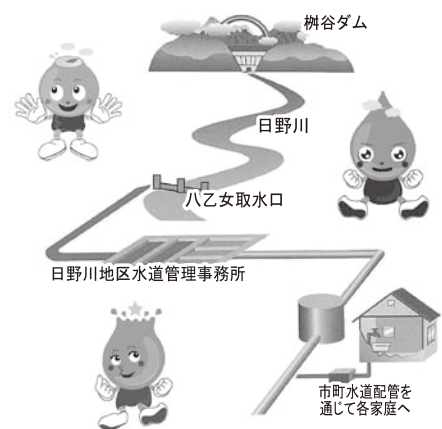 桝谷ダム
日野川
八乙女取水口
日野川地区水道管理事務所
市町水道配管を
通じて各家庭へ